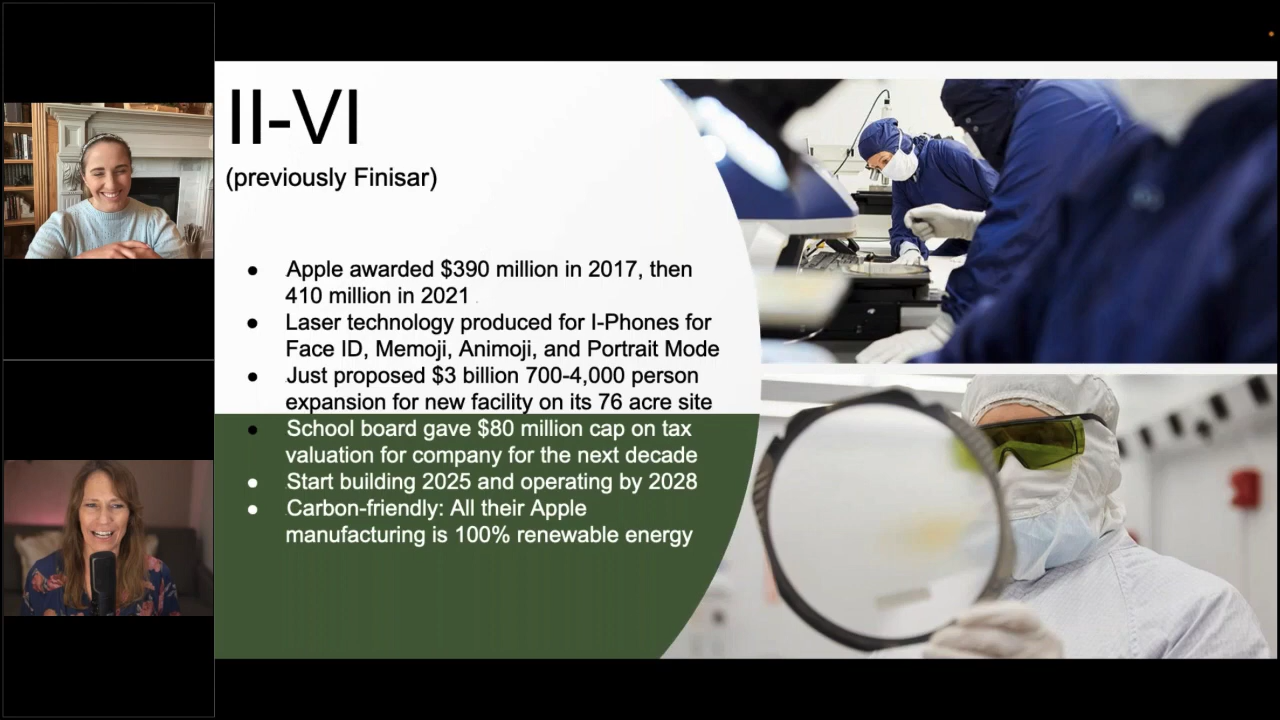 II-VI
(previously Finisar)
● Apple awarded $390 million in 2017, then
410 million in 2021
● Laser technology produced for I-Phones for
Face ID, Memoji, Animoji, and Portrait Mode
● Just proposed $3 billion 700-4,000 person
expansion for new facility on its 76 acre site
● School board gave $80 million cap on tax
valuation for company for the next decade
● Start building 2025 and operating by 2028
● Carbon-friendly: All their Apple
manufacturing is 100% renewable energy